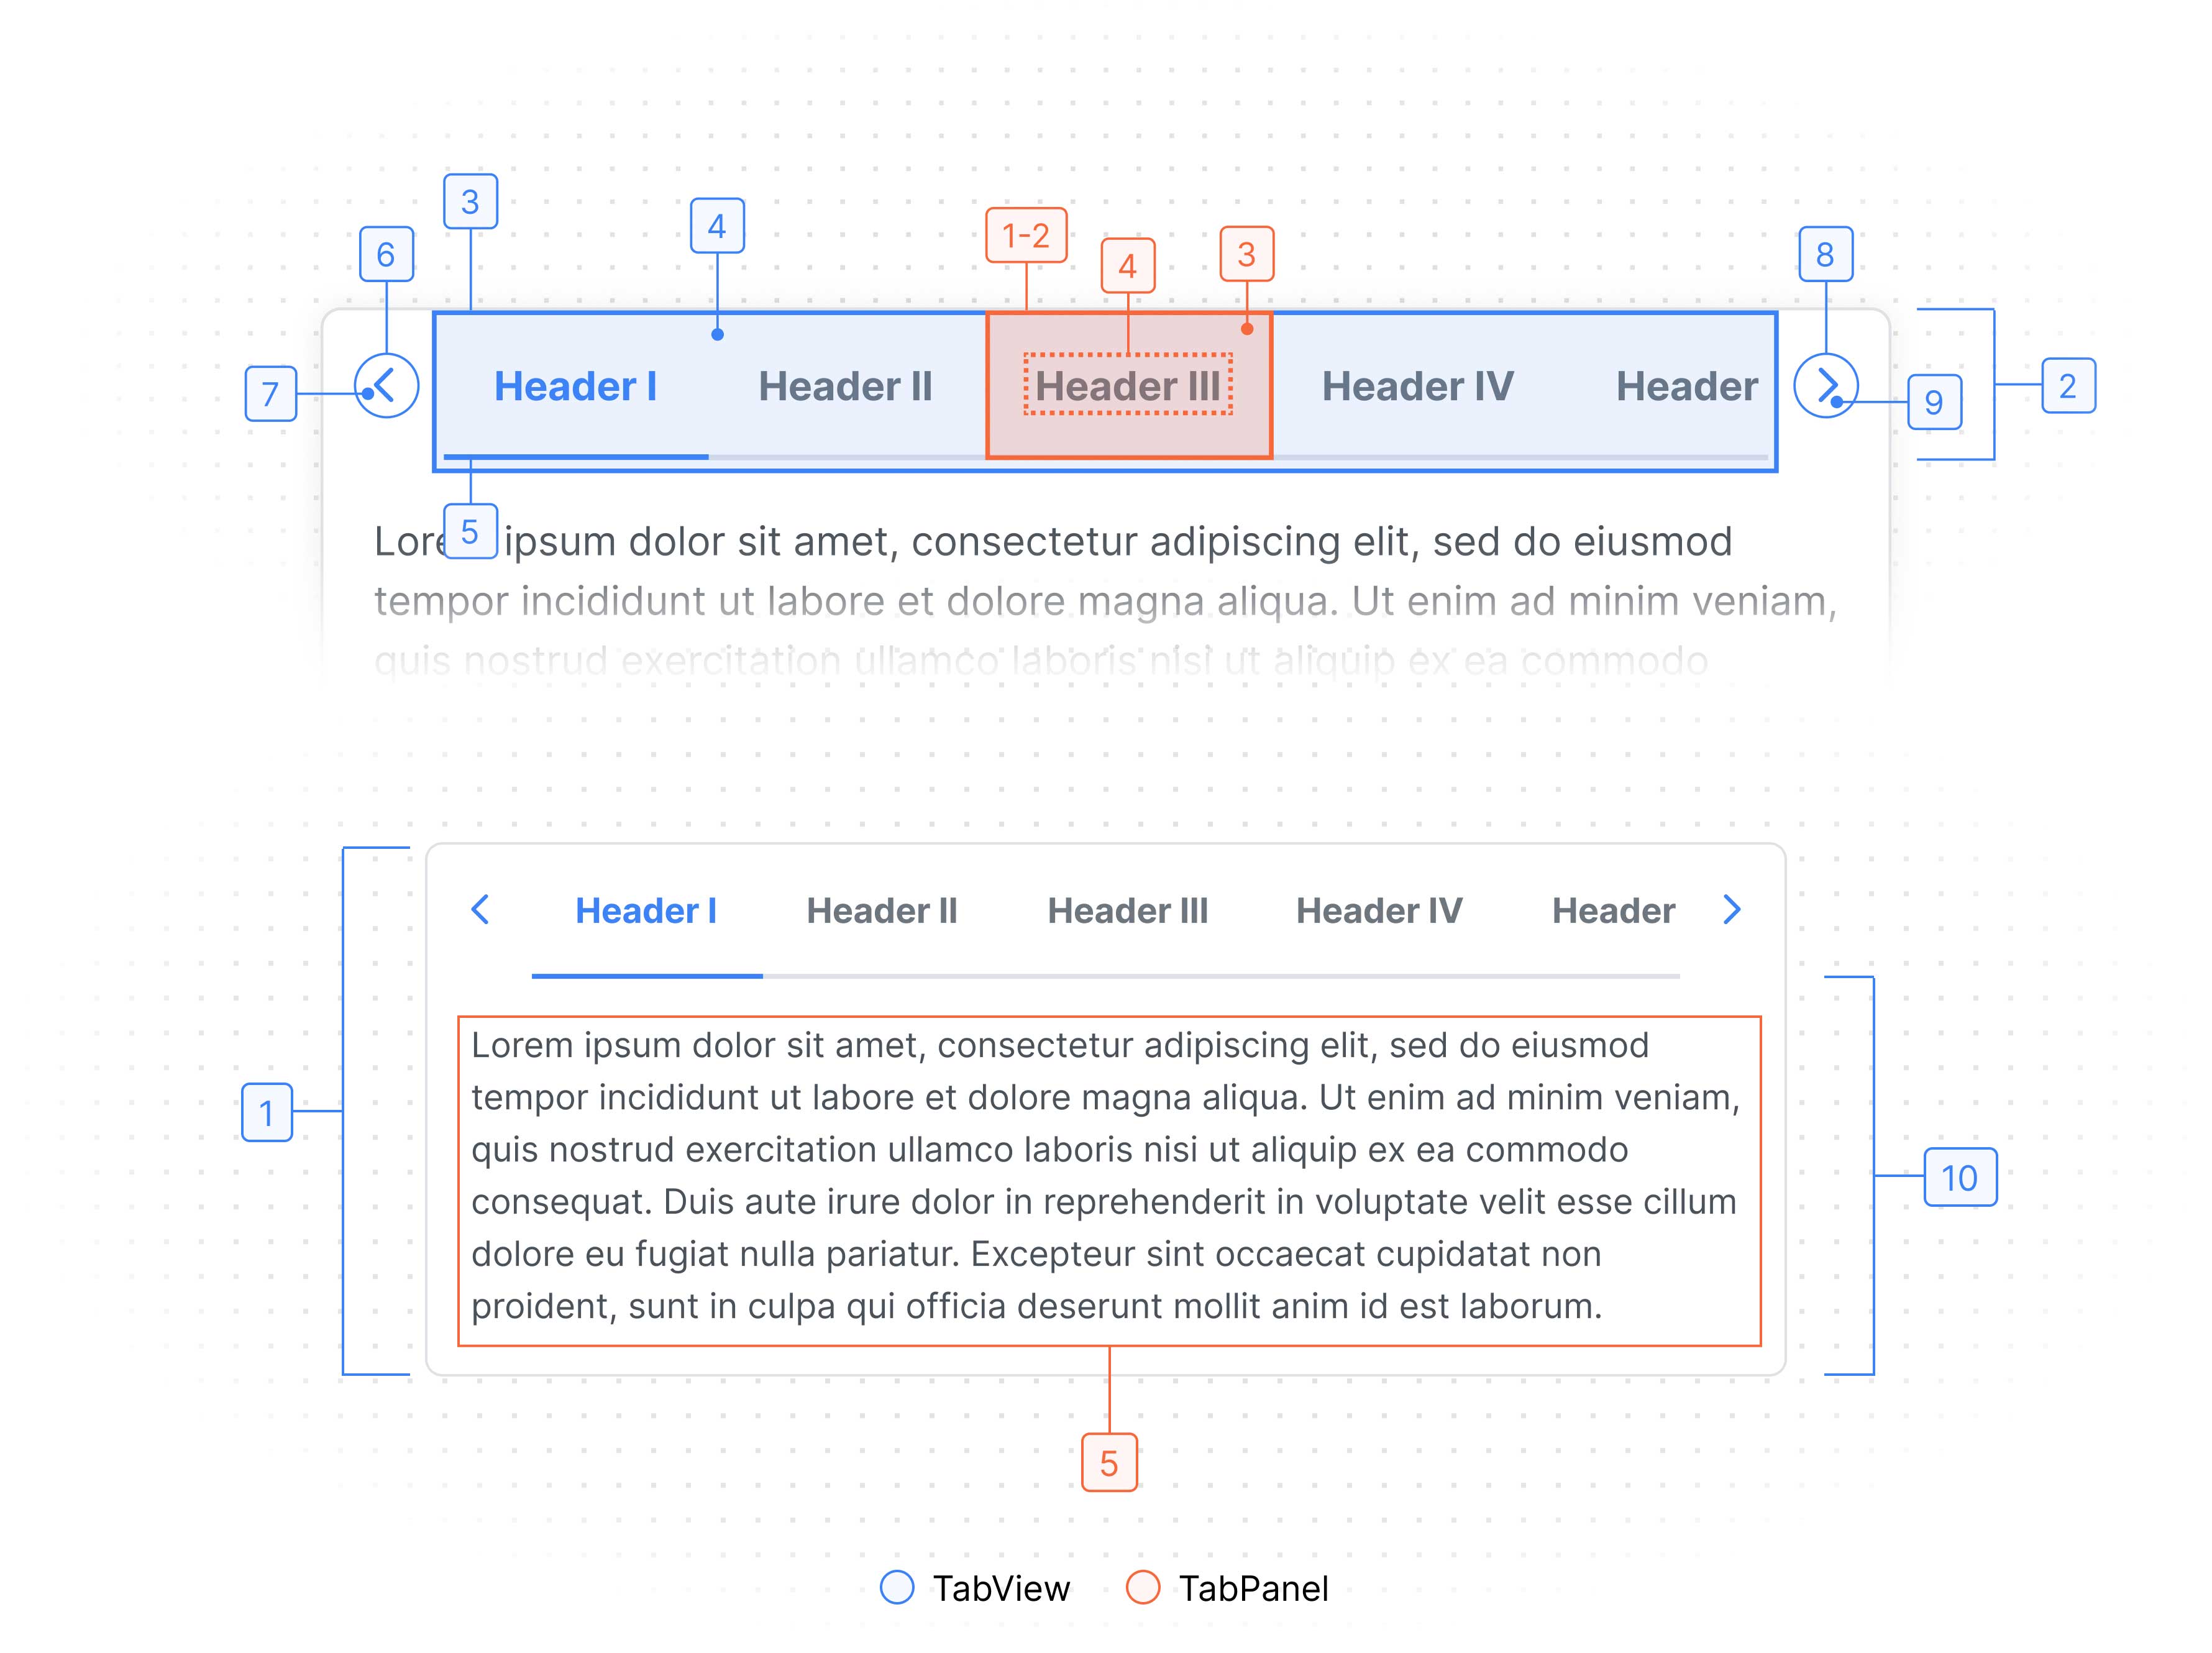 3
4
1-2
4
3
6
8
7
Header I
Header II
Header III
Header IV
Header
9
2
5
Lore ipsum dolor sit amet, consectetur adipiscing elit, sed do eiusmod
tempor incididunt ut labore et dolore magna aliqua. Ut enim ad minim veniam,
quis nostrud exercitation ullamco laboris nisi ut aliquip ex ea commodo
Header I
Header II
Header III
Header IV
Header
1
10
Lorem ipsum dolor sit amet, consectetur adipiscing elit, sed do eiusmod
tempor incididunt ut labore et dolore magna aliqua. Ut enim ad minim veniam,
quis nostrud exercitation ullamco laboris nisi ut aliquip ex ea commodo
consequat. Duis aute irure dolor in reprehenderit in voluptate velit esse cillum
dolore eu fugiat nulla pariatur. Excepteur sint occaecat cupidatat non
proident, sunt in culpa qui officia deserunt mollit anim id est laborum.
5
TabView
TabPanel